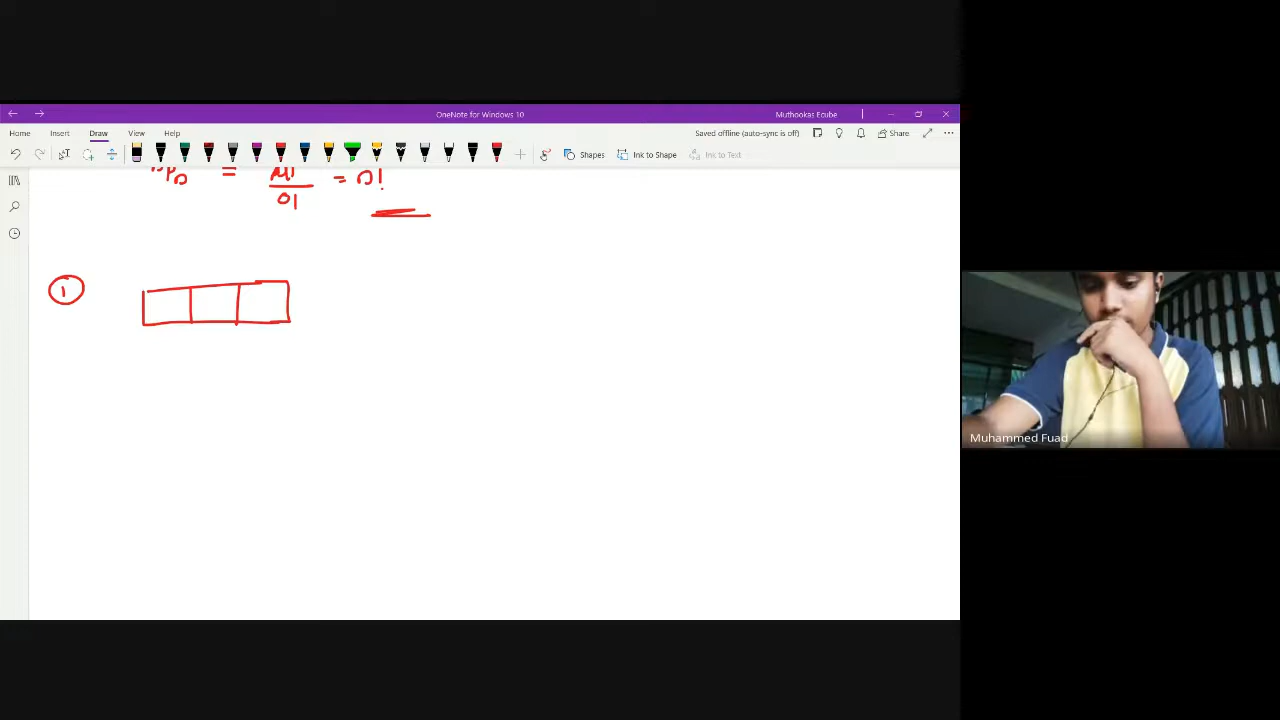 OneNote for Windows 10
Muthookas Ecube
Home Insert Draw View Help
Saved offline (auto-sync is off)
Share
Shapes
Ink to Shape
Ink to Text
= n!
0!
①
Muhammed Fuad